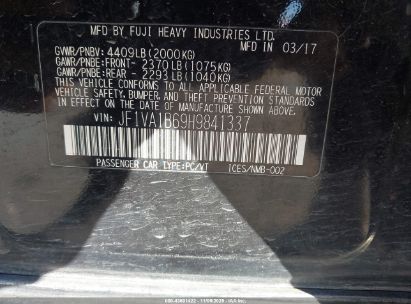 MFD BY FUJI HEAVY INDUSTRIES LTD.
MFD IN 03/17
GVWR/PNBV: 4409LB(2000KG)
GAWR/PNBE:FRONT- 2370LB(1075KG)
GAWR/PNBE:REAR - 2293LB(1040KG)
THIS VEHICLE CONFORMS TO ALL APPLICABLE FEDERAL MOTOR
VEHICLE SAFETY, BUMPER, AND THEFT PREVENTION STANDARDS
IN EFFECT ON THE DATE OF MANUFACTURE SHOWN ABOVE.
VIN: JF1VA1B69H9841337
PASSENGER CAR TYPE:PC/VT ICES/NMB-002